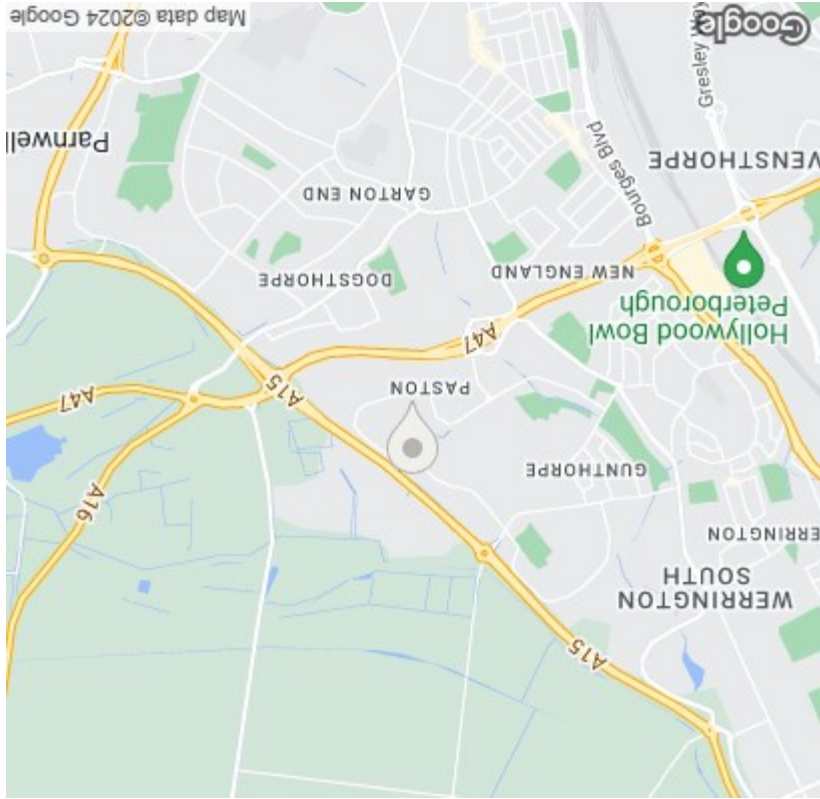 A15
WERRINGTON
SOUTH
ERRINGTON
A16
GUNTHORPE
A47
A15
PASTON
Hollywood Bowl
Peterborough
A47
NEW ENGLAND
DOGSTHORPE
GARTON END
Bourges Blvd
VENSTHORPE
Parnwell
Gresley Way
Google
Map data ©2024 Google